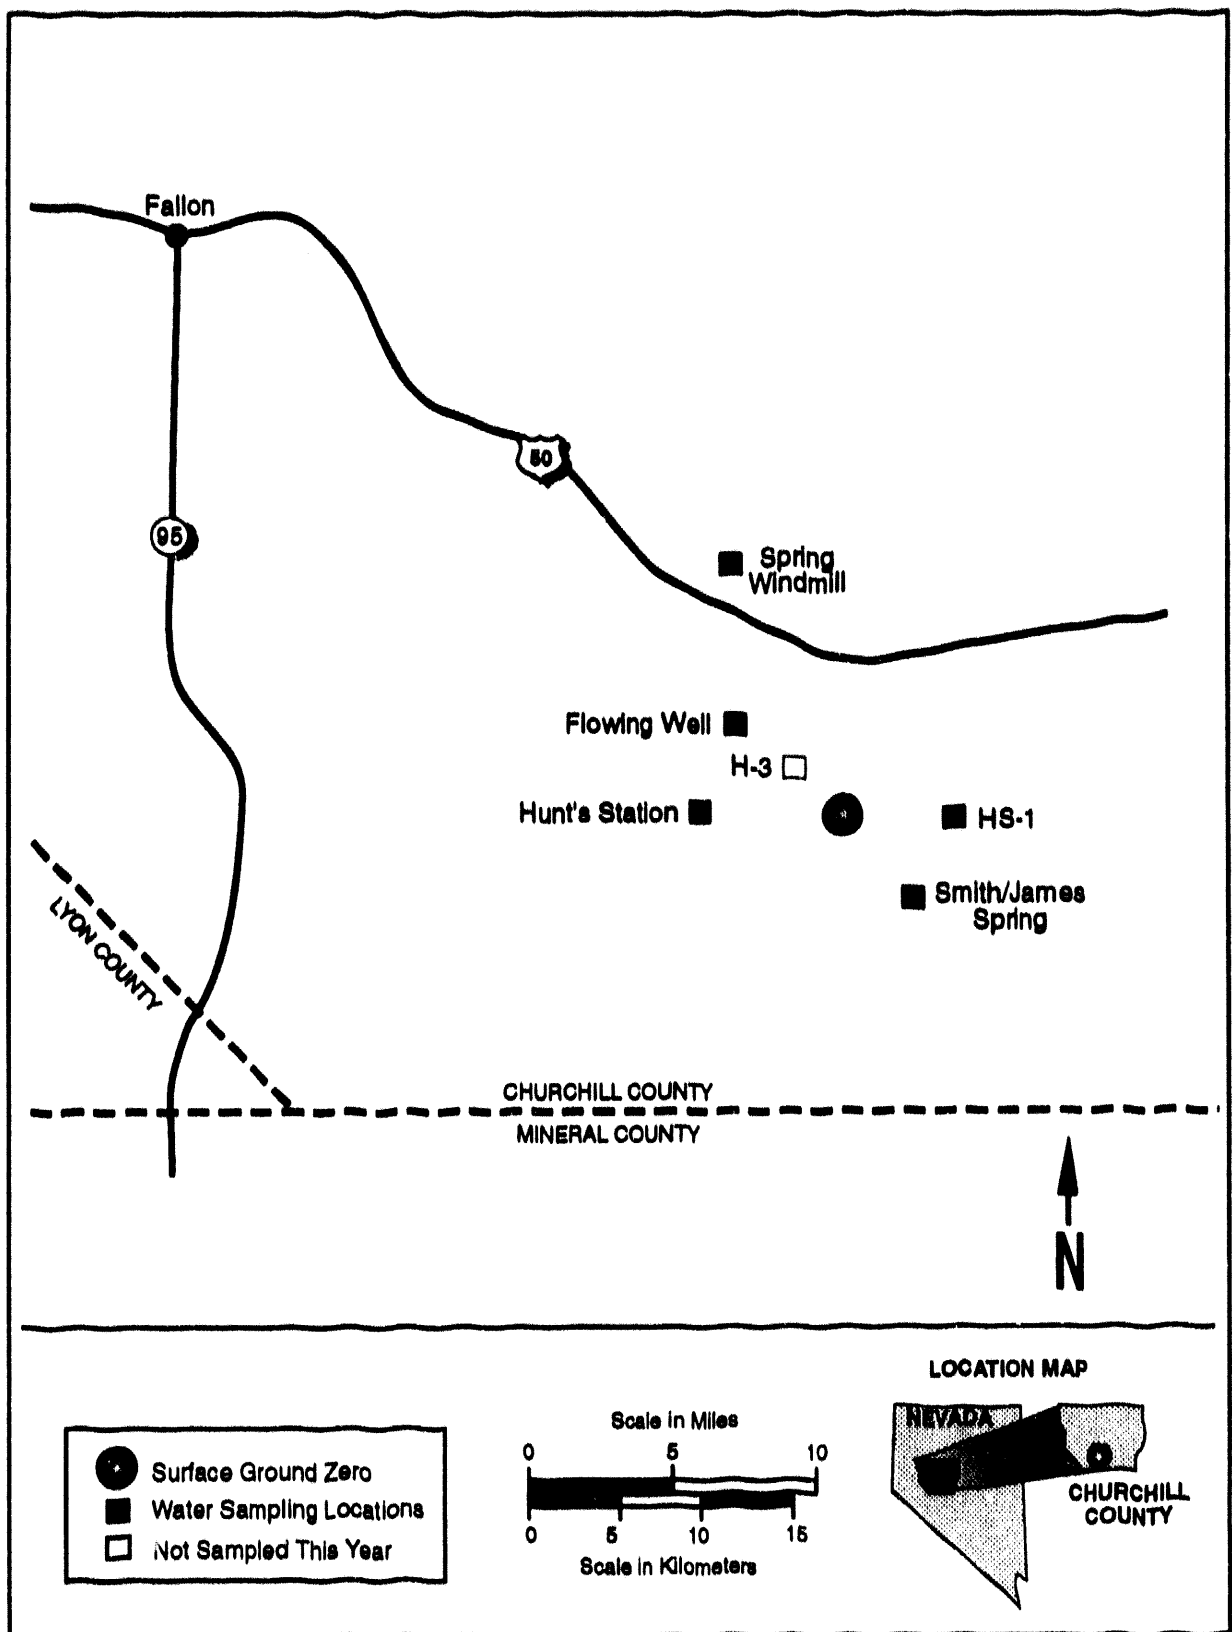 Fallon
50
95
Spring
Windmill
Flowing Well
H-3
Hunt's Station
HS-1
Smith/James
Spring
LYON COUNTY
CHURCHILL COUNTY
MINERAL COUNTY
N
LOCATION MAP
NEVADA
CHURCHILL
COUNTY
Surface Ground Zero
Water Sampling Locations
Not Sampled This Year
Scale in Miles
0 5 10
0 5 10 15
Scale in Kilometers